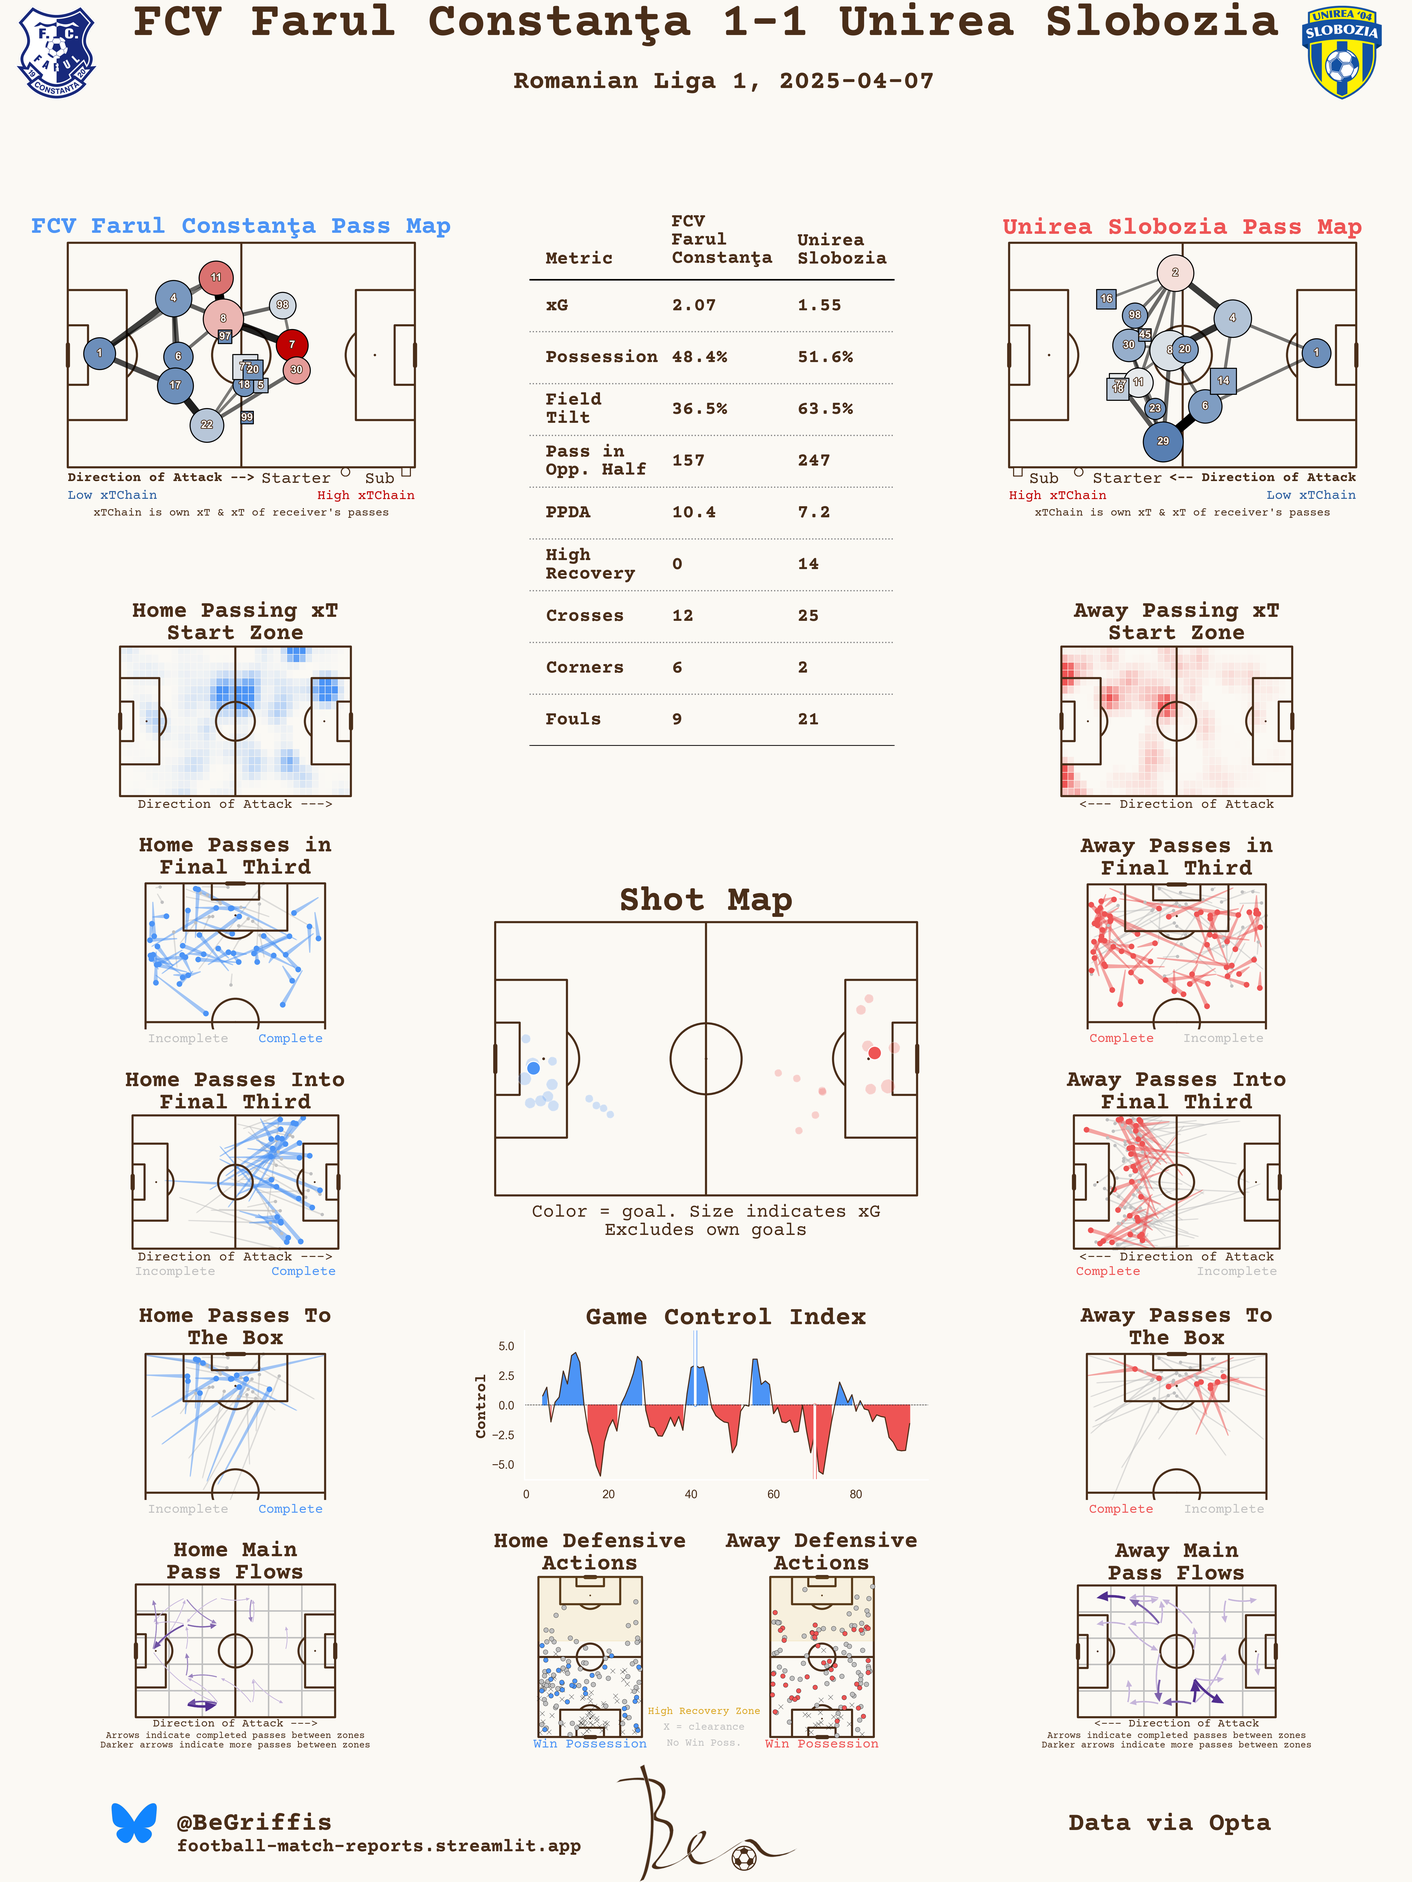 FCV Farul Constanţa 1-1 Unirea Slobozia
Romanian Liga 1, 2025-04-07
F. C.
FARUL
19 20
CONSTANTA
UNIREA '04
SLOBOZIA
FCV Farul Constanţa Pass Map
11
4
98
8
97
1
6
7
77
20
30
17
18
5
99
22
Direction of Attack --> Starter Sub
Low xTChain High xTChain
xTChain is own xT & xT of receiver's passes
Metric FCV Farul Constanţa Unirea Slobozia
xG 2.07 1.55
Possession 48.4% 51.6%
Field Tilt 36.5% 63.5%
Pass in Opp. Half 157 247
PPDA 10.4 7.2
High Recovery 0 14
Crosses 12 25
Corners 6 2
Fouls 9 21
Unirea Slobozia Pass Map
2
16
98
4
45
30
8
20
1
77
18
11
14
23
6
29
Sub Starter <-- Direction of Attack
High xTChain Low xTChain
xTChain is own xT & xT of receiver's passes
Home Passing xT
Start Zone
Direction of Attack --->
Away Passing xT
Start Zone
<--- Direction of Attack
Home Passes in
Final Third
Incomplete Complete
Away Passes in
Final Third
Complete Incomplete
Shot Map
Color = goal. Size indicates xG
Excludes own goals
Home Passes Into
Final Third
Direction of Attack --->
Incomplete Complete
Away Passes Into
Final Third
<--- Direction of Attack
Complete Incomplete
Home Passes To
The Box
Incomplete Complete
Game Control Index
Control
5.0
2.5
0.0
−2.5
−5.0
0 20 40 60 80
Away Passes To
The Box
Complete Incomplete
Home Main
Pass Flows
Direction of Attack --->
Arrows indicate completed passes between zones
Darker arrows indicate more passes between zones
Home Defensive
Actions
Win Possession
High Recovery Zone
X = clearance
No Win Poss.
Away Defensive
Actions
Win Possession
Away Main
Pass Flows
<--- Direction of Attack
Arrows indicate completed passes between zones
Darker arrows indicate more passes between zones
@BeGriffis
football-match-reports.streamlit.app
Ben
Data via Opta